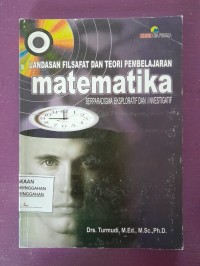 LANDASAN FILSAFAT DAN TEORI PEMBELAJARAN
matematika
BERPARADIGMA EKSPLORATIF DAN INVESTIGATIF
Drs. Turmudi, M.Ed., M.Sc., Ph.D.